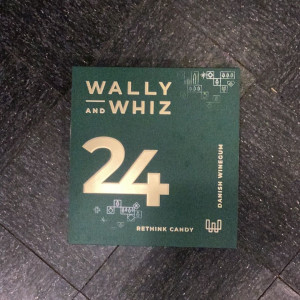 WALLY
AND WHIZ
24
DANISH WINEGUM
RETHINK CANDY